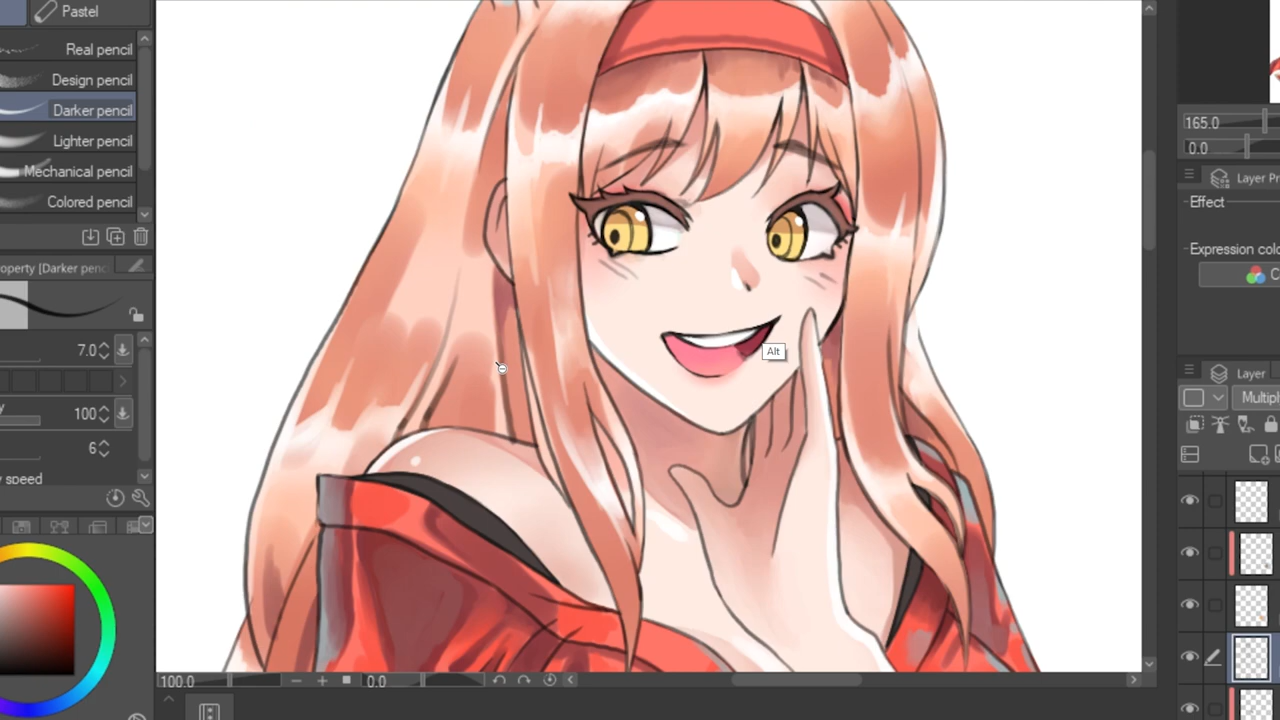 Pastel
Real pencil
Design pencil
Darker pencil
Lighter pencil
Mechanical pencil
Colored pencil
operty [Darker penc
7.0
y 100
6
y speed
Alt
100.0
0.0
165.0
0.0
Layer Pr
Effect
Expression colo
C
Layer
Multipl